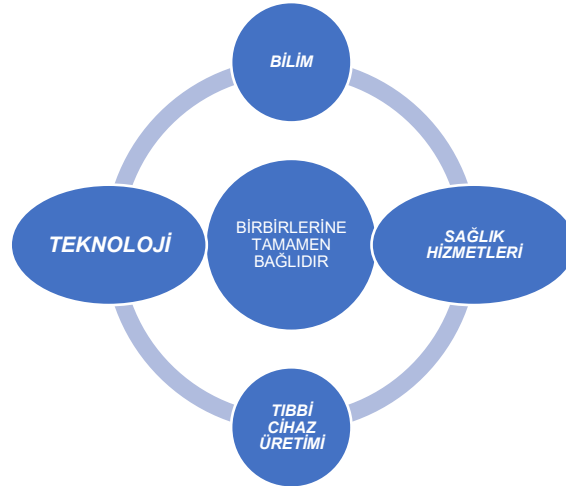 BİLİM
TEKNOLOJİ
BİRBİRLERİNE
TAMAMEN
BAĞLIDIR
SAĞLIK
HİZMETLERİ
TIBBİ
CİHAZ
ÜRETİMİ